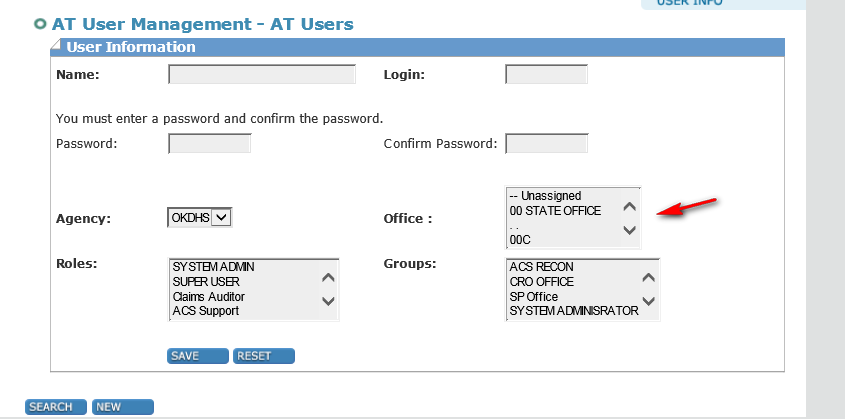 USER INFO
AT User Management - AT Users
User Information
Name: Login:
You must enter a password and confirm the password.
Password: Confirm Password:
Agency: OKDHS Office :
-- Unassigned
00 STATE OFFICE
. .
00C
Roles: Groups:
SYSTEM ADMIN
SUPER USER
Claims Auditor
ACS Support
ACS RECON
CRO OFFICE
SP Office
SYSTEM ADMINISRATOR
SAVE RESET
SEARCH NEW